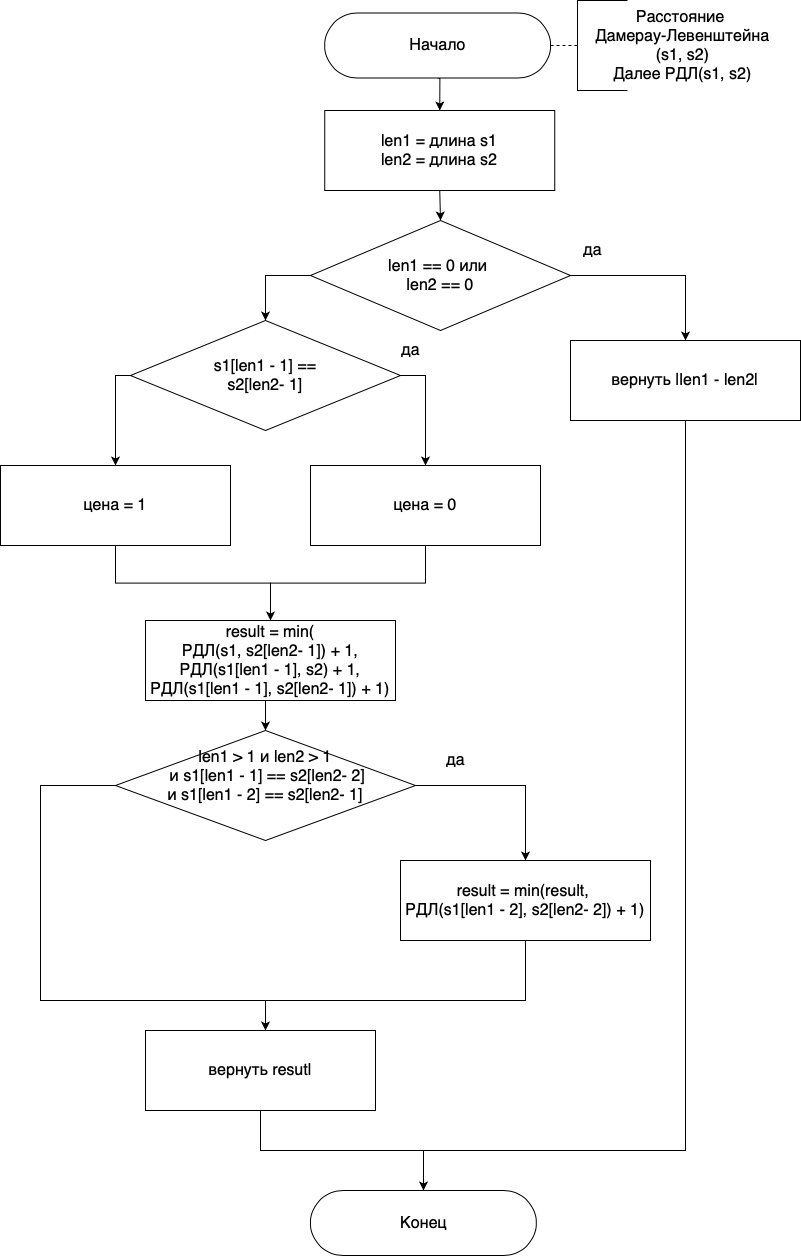 Начало
Расстояние
Дамерау-Левенштейна
(s1, s2)
Далее РДЛ(s1, s2)
len1 = длина s1
len2 = длина s2
len1 == 0 или
len2 == 0
да
s1[len1 - 1] ==
s2[len2- 1]
да
вернуть |len1 - len2|
цена = 1
цена = 0
result = min(
РДЛ(s1, s2[len2- 1]) + 1,
РДЛ(s1[len1 - 1], s2) + 1,
РДЛ(s1[len1 - 1], s2[len2- 1]) + 1)
len1 > 1 и len2 > 1
и s1[len1 - 1] == s2[len2- 2]
и s1[len1 - 2] == s2[len2- 1]
да
result = min(result,
РДЛ(s1[len1 - 2], s2[len2- 2]) + 1)
вернуть resutl
Конец